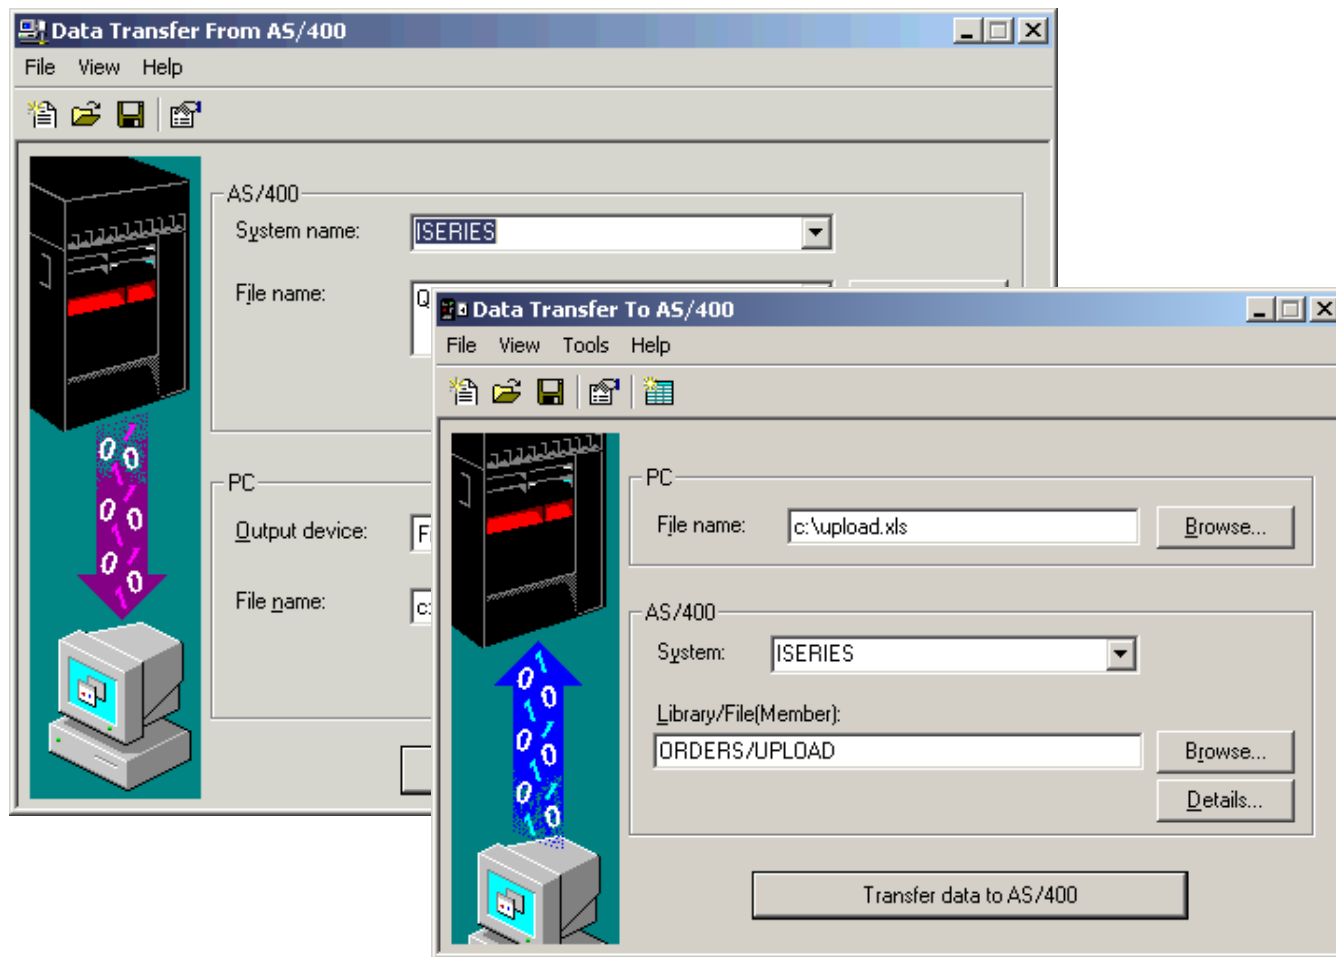 Data Transfer From AS/400
File View Help
AS/400
System name: ISERIES
File name:
PC
Output device:
File name:
Data Transfer To AS/400
File View Tools Help
PC
File name: c:\upload.xls Browse...
AS/400
System: ISERIES
Library/File(Member):
ORDERS/UPLOAD Browse...
Details...
Transfer data to AS/400